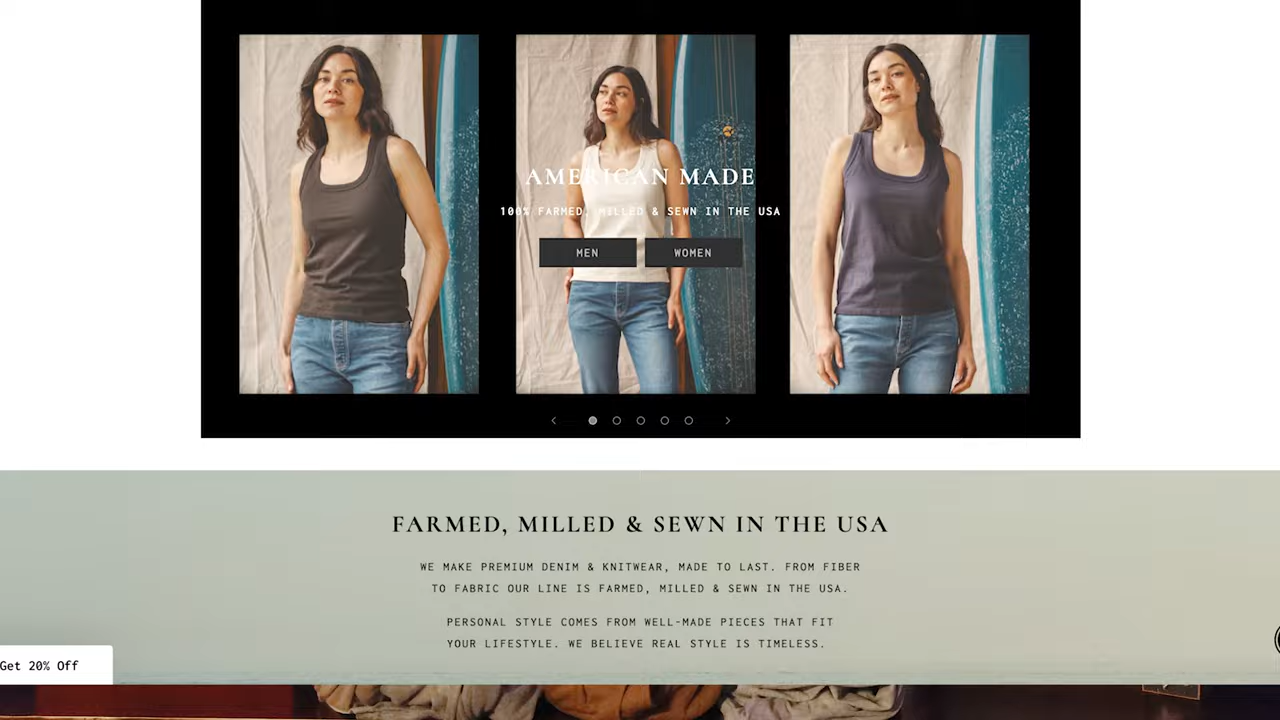 AMERICAN MADE
100% FARMED, MILLED & SEWN IN THE USA
MEN
WOMEN
FARMED, MILLED & SEWN IN THE USA
WE MAKE PREMIUM DENIM & KNITWEAR, MADE TO LAST. FROM FIBER
TO FABRIC OUR LINE IS FARMED, MILLED & SEWN IN THE USA.
PERSONAL STYLE COMES FROM WELL-MADE PIECES THAT FIT
YOUR LIFESTYLE. WE BELIEVE REAL STYLE IS TIMELESS.
Get 20% Off